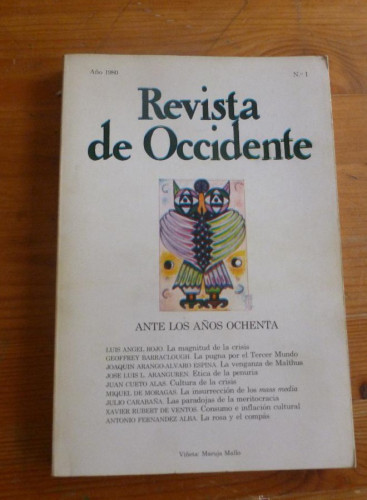 Año 1980 N.º 1
Revista
de Occidente
ANTE LOS AÑOS OCHENTA
LUIS ANGEL ROJO. La magnitud de la crisis
GEOFFREY BARRACLOUGH. La pugna por el Tercer Mundo
JOAQUIN ARANGO-ALVARO ESPINA. La venganza de Malthus
JOSE LUIS L. ARANGUREN. Etica de la penuria
JUAN CUETO ALAS. Cultura de la crisis
MIQUEL DE MORAGAS. La insurrección de los mass media
JULIO CARABAÑA. Las paradojas de la meritocracia
XAVIER RUBERT DE VENTOS. Consumo e inflación cultural
ANTONIO FERNANDEZ ALBA. La rosa y el compás
Viñeta: Maruja Mallo